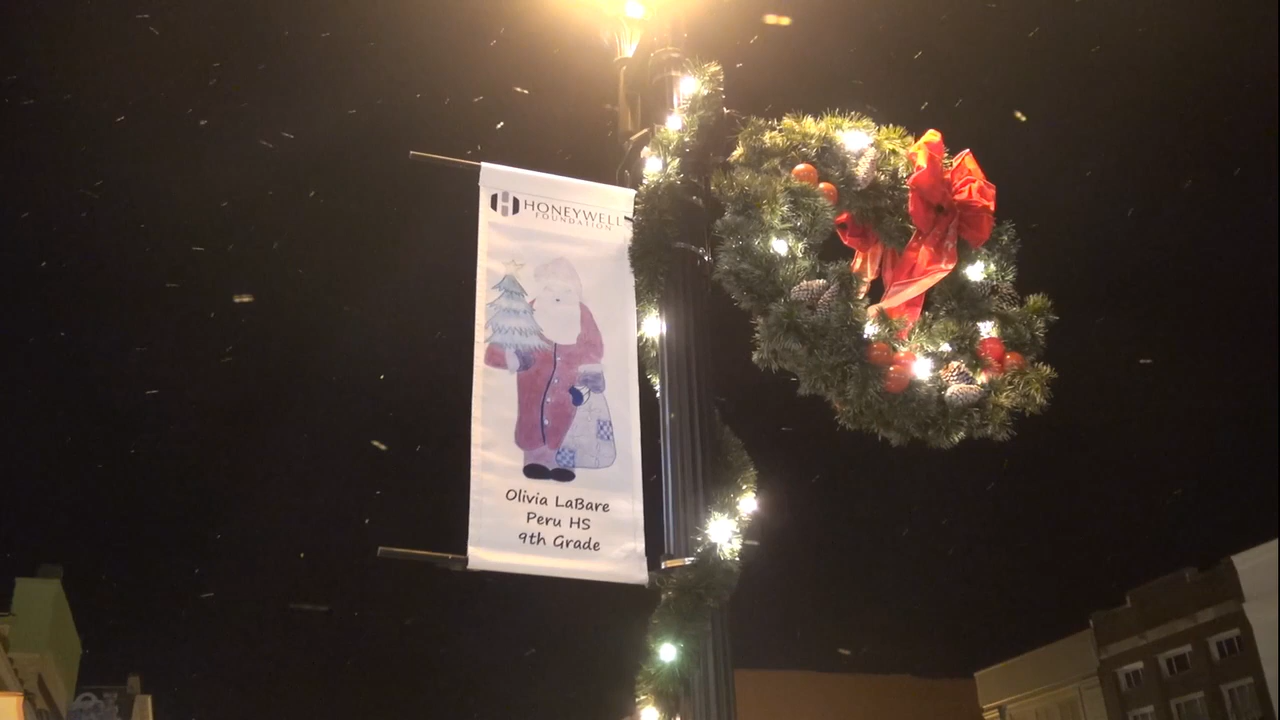 HONEYWELL
FOUNDATION
Olivia LaBare
Peru HS
9th Grade